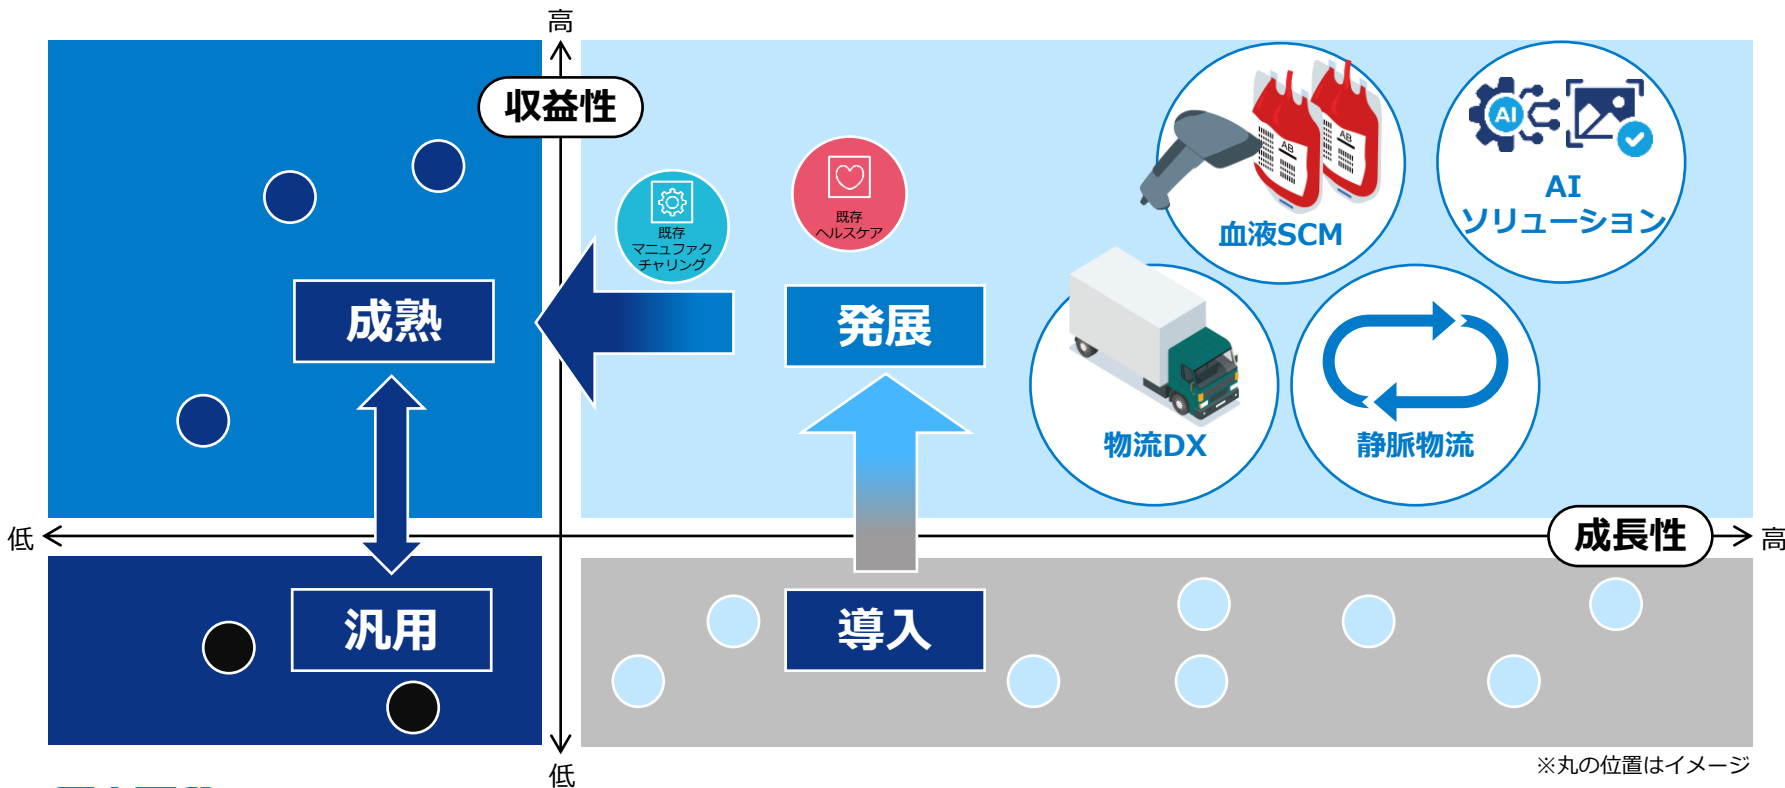 高
収益性
AI
AB
AB
既存
ヘルスケア
既存
マニュファク
チャリング
血液SCM
AI
ソリューション
成熟
発展
物流DX
静脈物流
低
成長性
高
汎用
導入
低
※丸の位置はイメージ